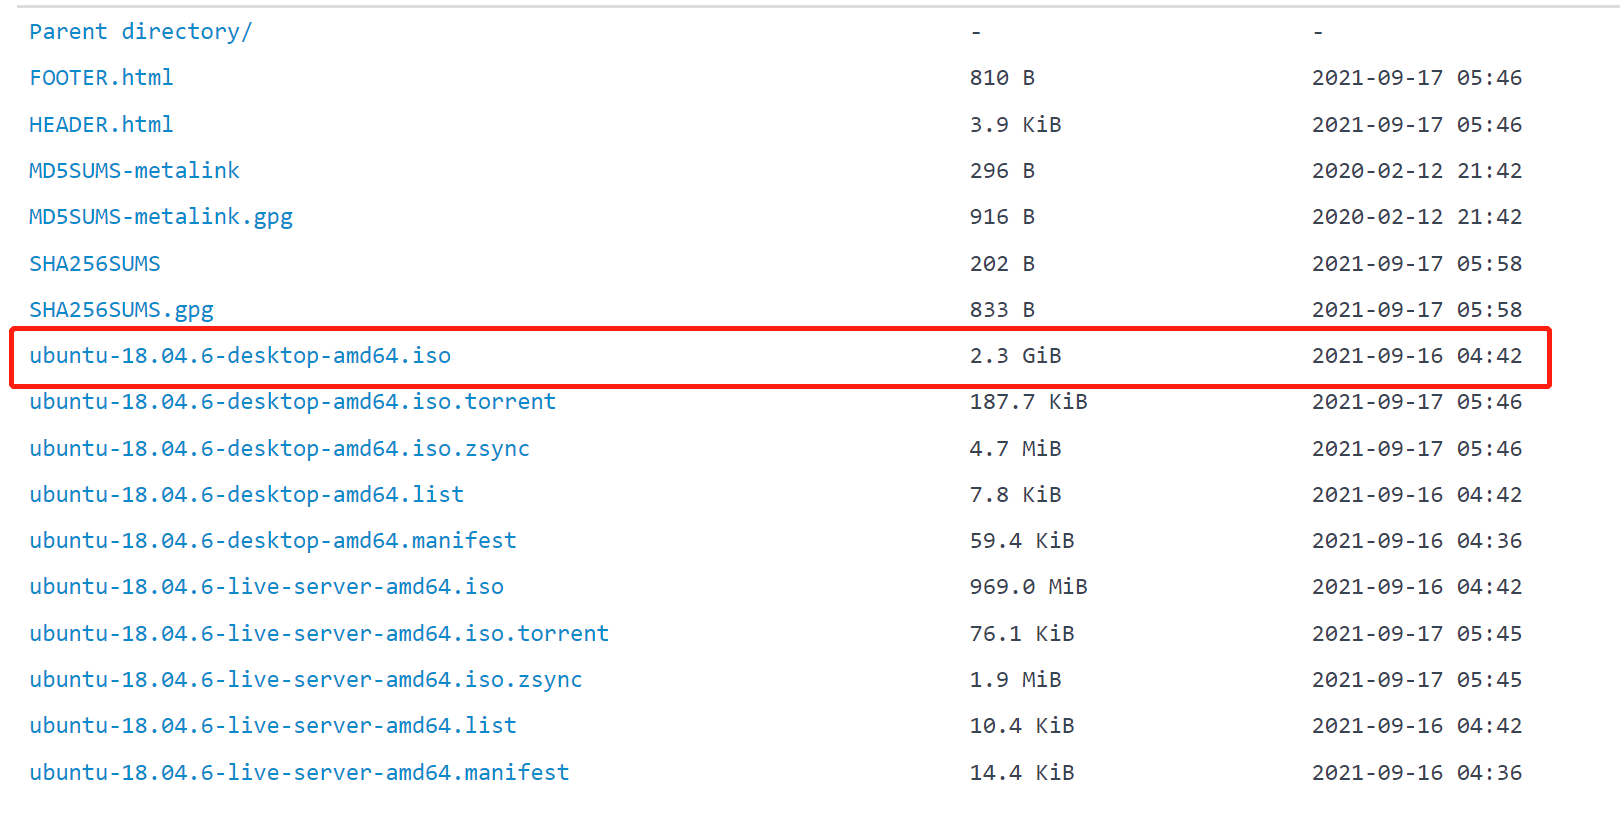 Parent directory/ - -
FOOTER.html 810 B 2021-09-17 05:46
HEADER.html 3.9 KiB 2021-09-17 05:46
MD5SUMS-metalink 296 B 2020-02-12 21:42
MD5SUMS-metalink.gpg 916 B 2020-02-12 21:42
SHA256SUMS 202 B 2021-09-17 05:58
SHA256SUMS.gpg 833 B 2021-09-17 05:58
ubuntu-18.04.6-desktop-amd64.iso 2.3 GiB 2021-09-16 04:42
ubuntu-18.04.6-desktop-amd64.iso.torrent 187.7 KiB 2021-09-17 05:46
ubuntu-18.04.6-desktop-amd64.iso.zsync 4.7 MiB 2021-09-17 05:46
ubuntu-18.04.6-desktop-amd64.list 7.8 KiB 2021-09-16 04:42
ubuntu-18.04.6-desktop-amd64.manifest 59.4 KiB 2021-09-16 04:36
ubuntu-18.04.6-live-server-amd64.iso 969.0 MiB 2021-09-16 04:42
ubuntu-18.04.6-live-server-amd64.iso.torrent 76.1 KiB 2021-09-17 05:45
ubuntu-18.04.6-live-server-amd64.iso.zsync 1.9 MiB 2021-09-17 05:45
ubuntu-18.04.6-live-server-amd64.list 10.4 KiB 2021-09-16 04:42
ubuntu-18.04.6-live-server-amd64.manifest 14.4 KiB 2021-09-16 04:36